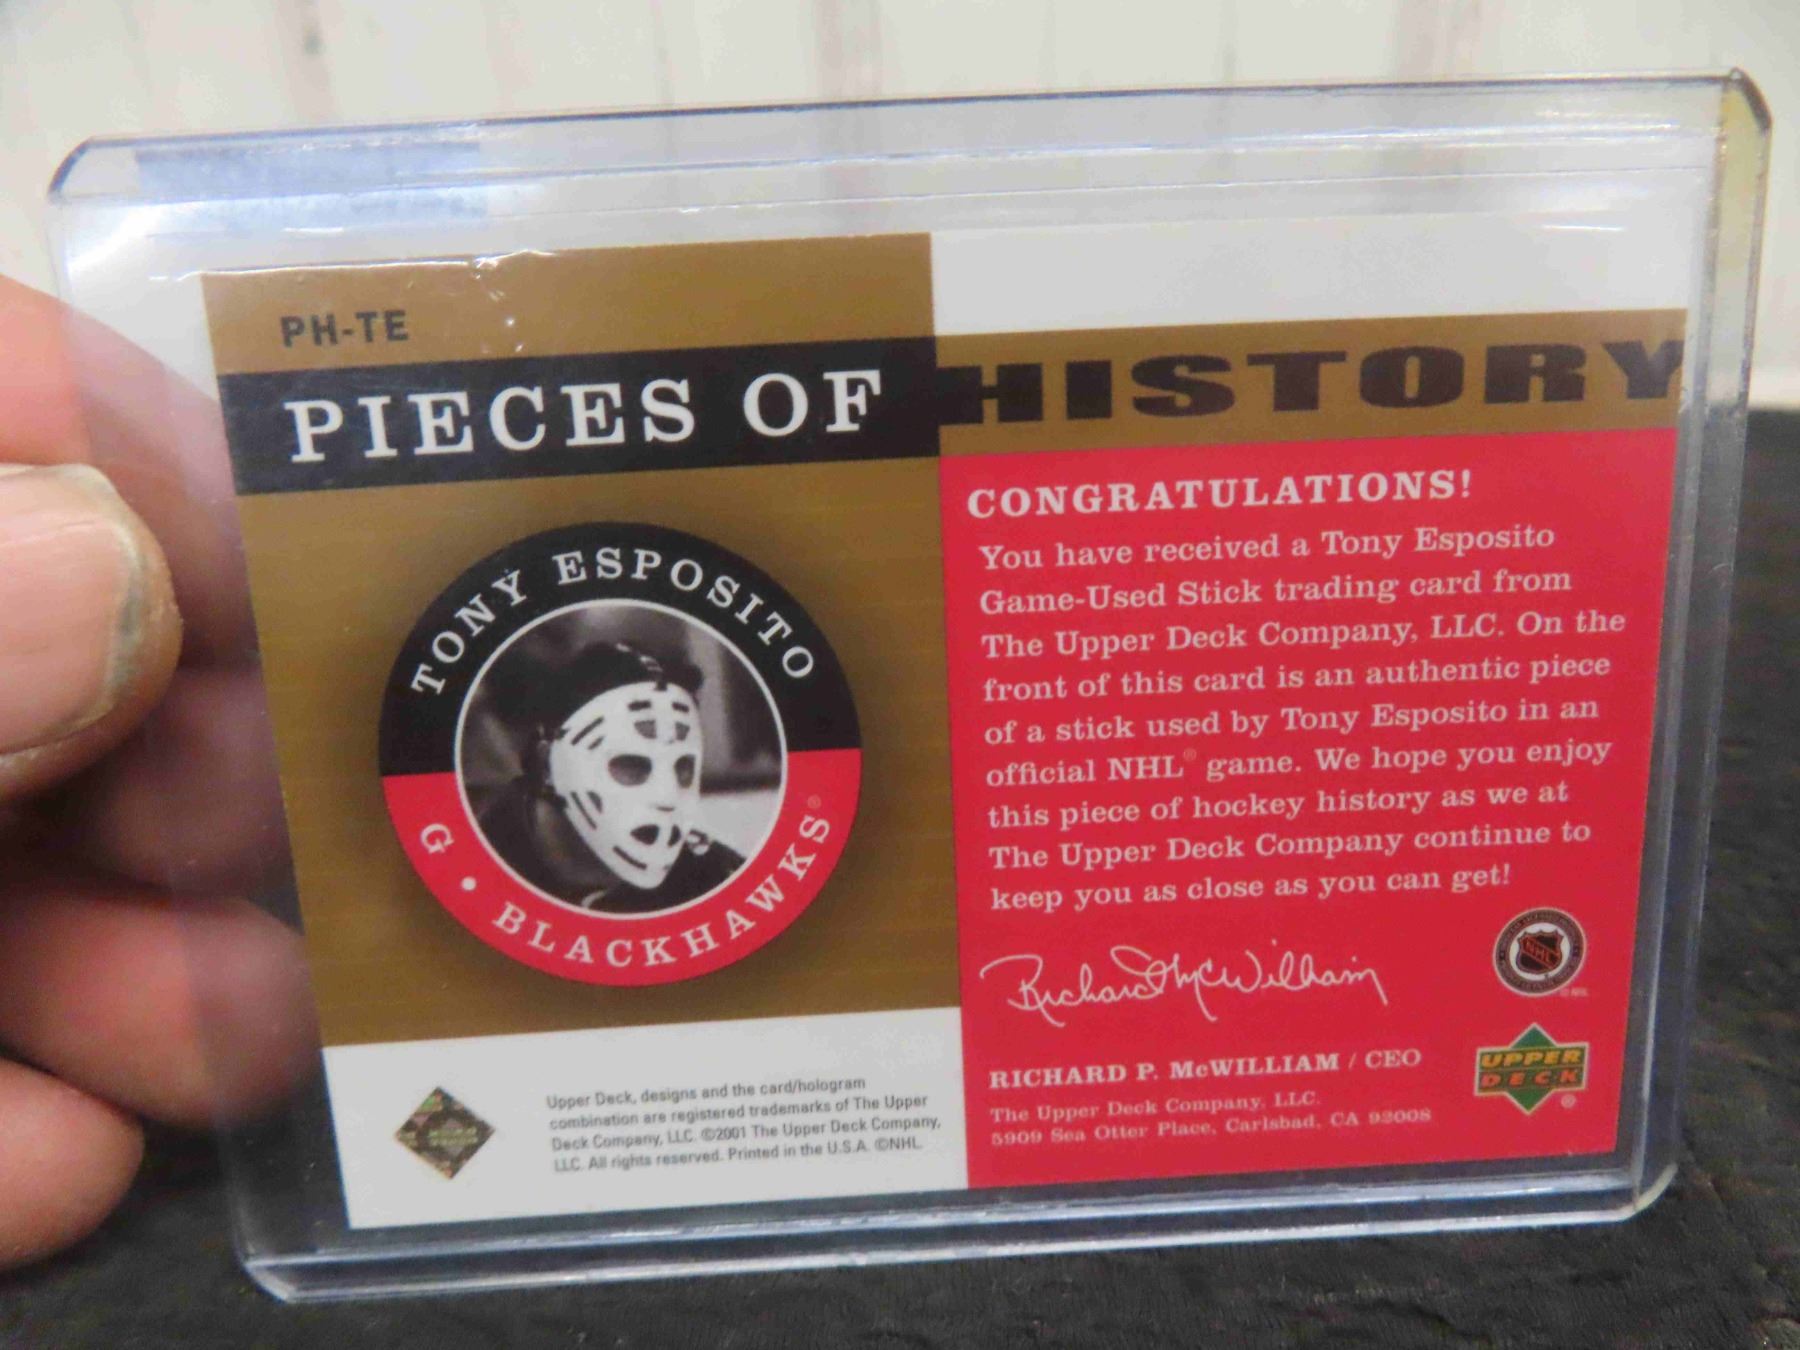 PH-TE
PIECES OF HISTORY
TONY ESPOSITO
G • BLACKHAWKS®
CONGRATULATIONS!
You have received a Tony Esposito
Game-Used Stick trading card from
The Upper Deck Company, LLC. On the
front of this card is an authentic piece
of a stick used by Tony Esposito in an
official NHL® game. We hope you enjoy
this piece of hockey history as we at
The Upper Deck Company continue to
keep you as close as you can get!
Richard McWilliam
RICHARD P. McWILLIAM / CEO
The Upper Deck Company, LLC.
5909 Sea Otter Place, Carlsbad, CA 92008
NHL
UPPER
DECK
®
Upper Deck, designs and the card/hologram
combination are registered trademarks of The Upper
Deck Company, LLC. ©2001 The Upper Deck Company,
LLC. All rights reserved. Printed in the U.S.A. ©NHL